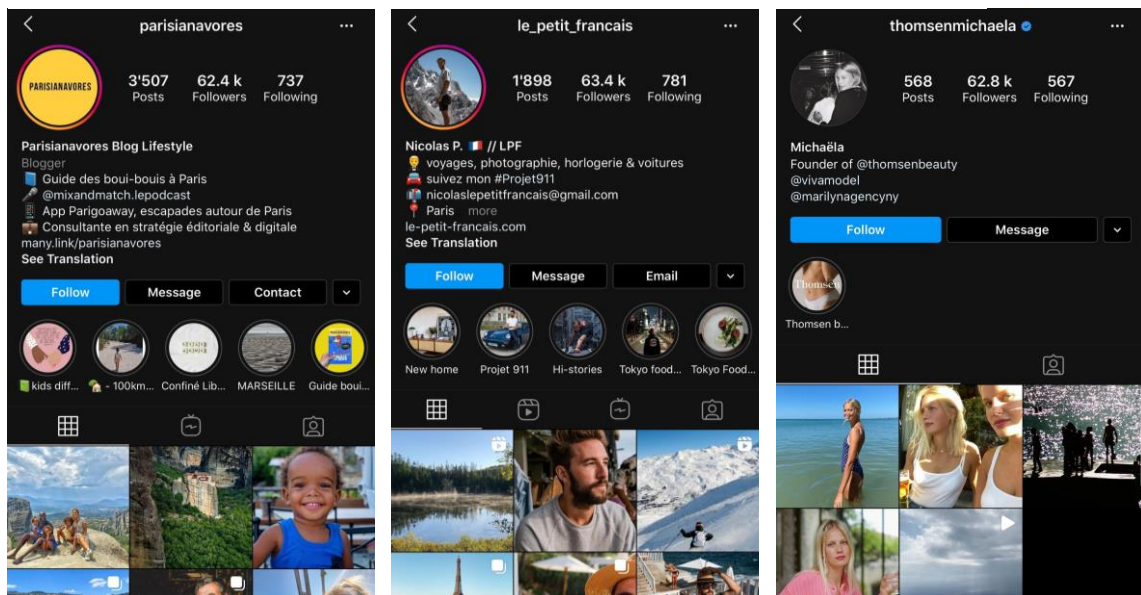 parisianavores
PARISIANAVORES
3'507 62.4 k 737
Posts Followers Following
Parisianavores Blog Lifestyle
Blogger
Guide des boui-bouis à Paris
@mixandmatch.lepodcast
App Parigoaway, escapades autour de Paris
Consultante en stratégie éditoriale & digitale
many.link/parisianavores
See Translation
Follow Message Contact
kids diff... - 100km... Confiné Lib... MARSEILLE Guide boui...
le_petit_francais
1'898 63.4 k 781
Posts Followers Following
Nicolas P. // LPF
voyages, photographie, horlogerie & voitures
suivez mon #Projet911
nicolaslepetitfrancais@gmail.com
Paris more
le-petit-francais.com
See Translation
Follow Message Email
New home Projet 911 Hi-stories Tokyo food... Tokyo Food...
thomsenmichaela
568 62.8 k 567
Posts Followers Following
Michaëla
Founder of @thomsenbeauty
@vivamodel
@marilynagencyny
Follow Message
Thomsen
Thomsen b...